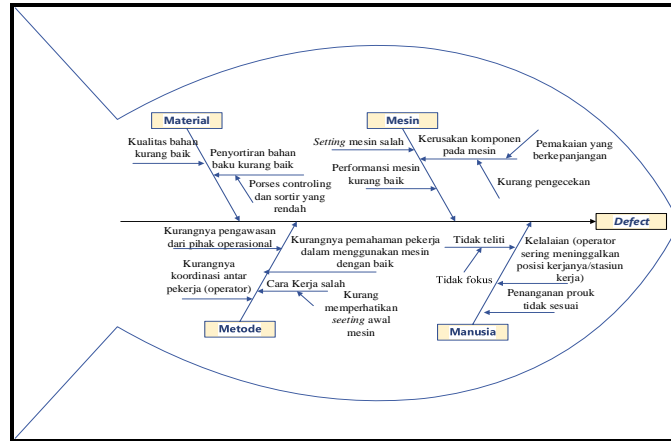 Material
Kualitas bahan
kurang baik
Penyortiran bahan
baku kurang baik
Porses controling
dan sortir yang
rendah
Mesin
Setting mesin salah
Kerusakan komponen
pada mesin
Pemakaian yang
berkepanjangan
Performansi mesin
kurang baik
Kurang pengecekan
Defect
Kurangnya pengawasan
dari pihak operasional
Kurangnya
koordinasi antar
pekerja (operator)
Kurangnya pemahaman pekerja
dalam menggunakan mesin
dengan baik
Cara Kerja salah
Kurang
memperhatikan
seeting awal
mesin
Metode
Tidak teliti
Tidak fokus
Kelalaian (operator
sering meninggalkan
posisi kerjanya/stasiun
kerja)
Penanganan prouk
tidak sesuai
Manusia